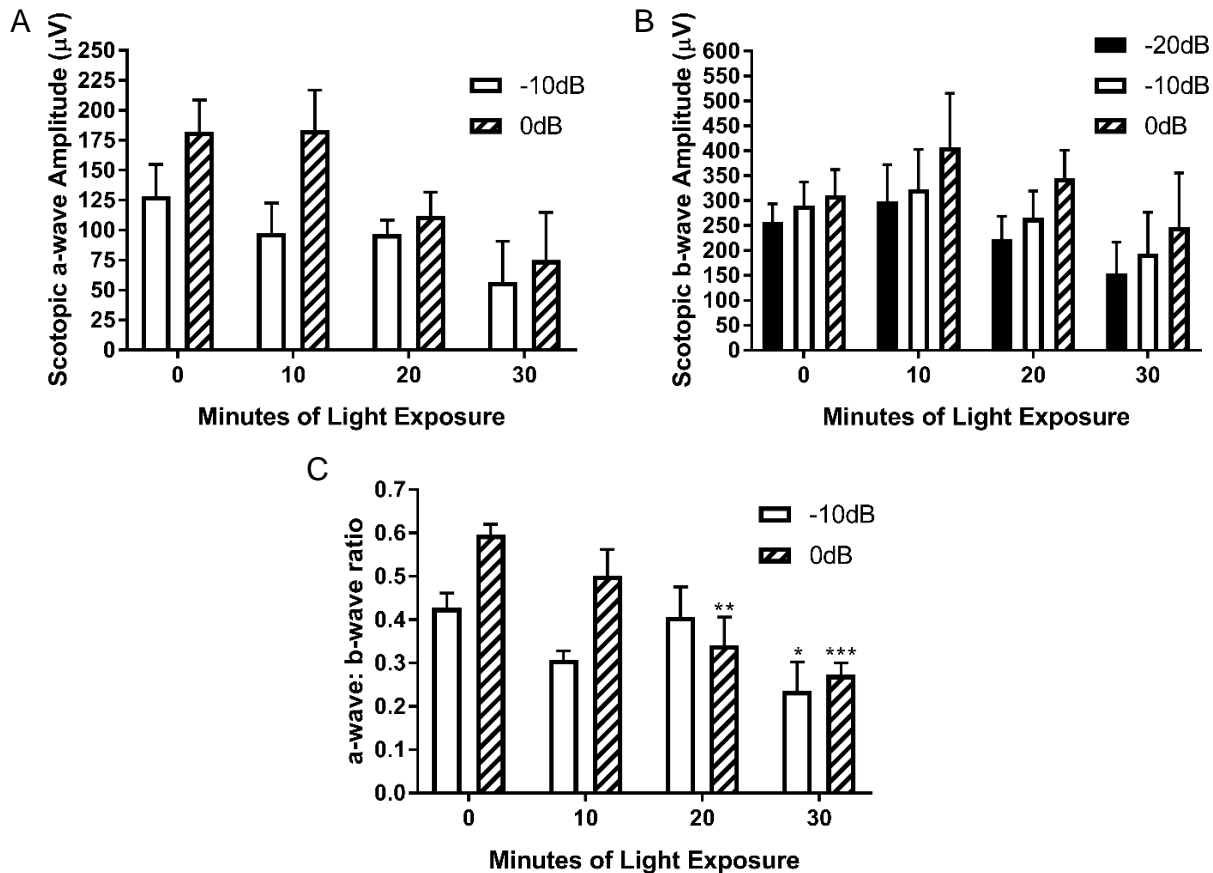 A
Scotopic a-wave Amplitude (μV)
250
225
200
175
150
125
100
75
50
25
0
0 10 20 30
Minutes of Light Exposure
-10dB
0dB
B
Scotopic b-wave Amplitude (μV)
600
550
500
450
400
350
300
250
200
150
100
50
0
0 10 20 30
Minutes of Light Exposure
-20dB
-10dB
0dB
C
a-wave: b-wave ratio
0.7
0.6
0.5
0.4
0.3
0.2
0.1
0.0
0 10 20 30
Minutes of Light Exposure
-10dB
0dB
**
* ***